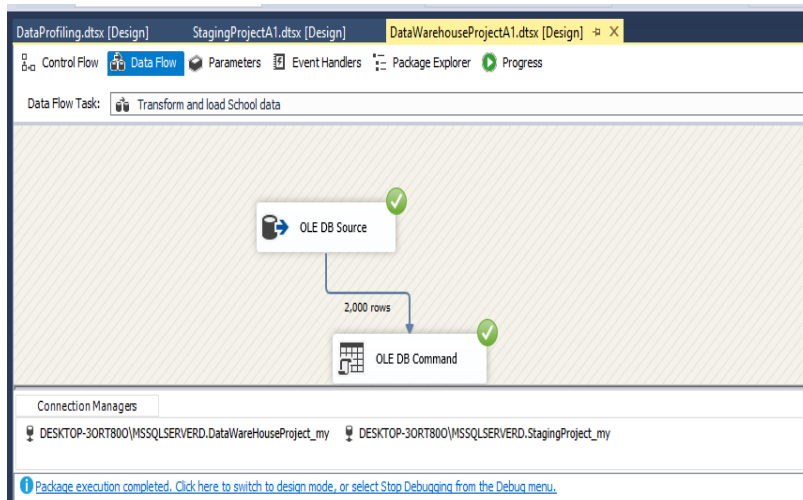 DataProfiling.dtsx [Design] StagingProjectA1.dtsx [Design] DataWarehouseProjectA1.dtsx [Design]
Control Flow Data Flow Parameters Event Handlers Package Explorer Progress
Data Flow Task: Transform and load School data
OLE DB Source
2,000 rows
OLE DB Command
Connection Managers
DESKTOP-3ORT80O\MSSQLSERVERD.DataWareHouseProject_my DESKTOP-3ORT80O\MSSQLSERVERD.StagingProject_my
Package execution completed. Click here to switch to design mode, or select Stop Debugging from the Debug menu.